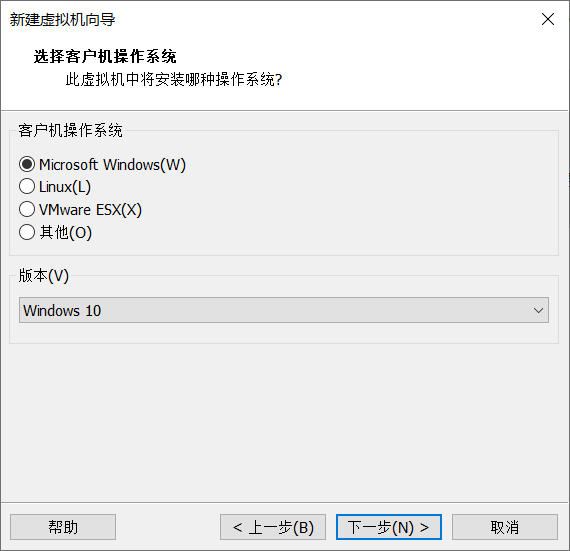 新建虚拟机向导
选择客户机操作系统
此虚拟机中将安装哪种操作系统?
客户机操作系统
Microsoft Windows(W)
Linux(L)
VMware ESX(X)
其他(O)
版本(V)
Windows 10
帮助
< 上一步(B)
下一步(N) >
取消